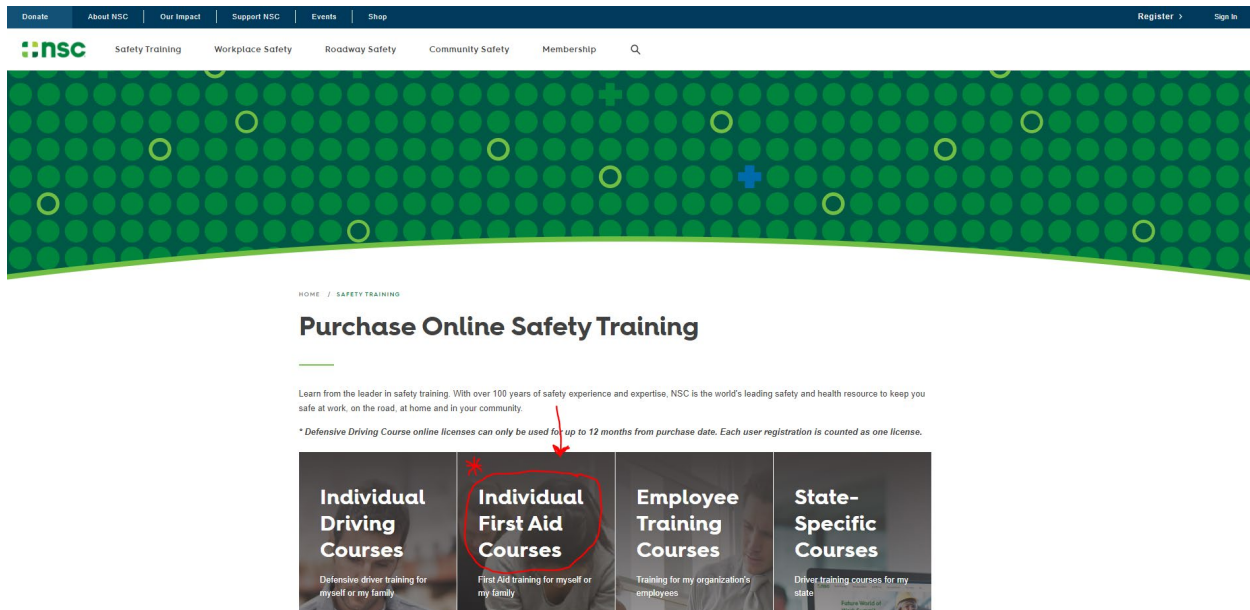 Donate About NSC Our Impact Support NSC Events Shop Register > Sign In
nsc Safety Training Workplace Safety Roadway Safety Community Safety Membership
HOME / SAFETY TRAINING
Purchase Online Safety Training
Learn from the leader in safety training. With over 100 years of safety experience and expertise, NSC is the world's leading safety and health resource to keep you
safe at work, on the road, at home and in your community.
* Defensive Driving Course online licenses can only be used for up to 12 months from purchase date. Each user registration is counted as one license.
Individual
Driving
Courses
Defensive driver training for
myself or my family
Individual
First Aid
Courses
First Aid training for myself or
my family
Employee
Training
Courses
Training for my organization's
employees
State-
Specific
Courses
Driver training courses for my
state